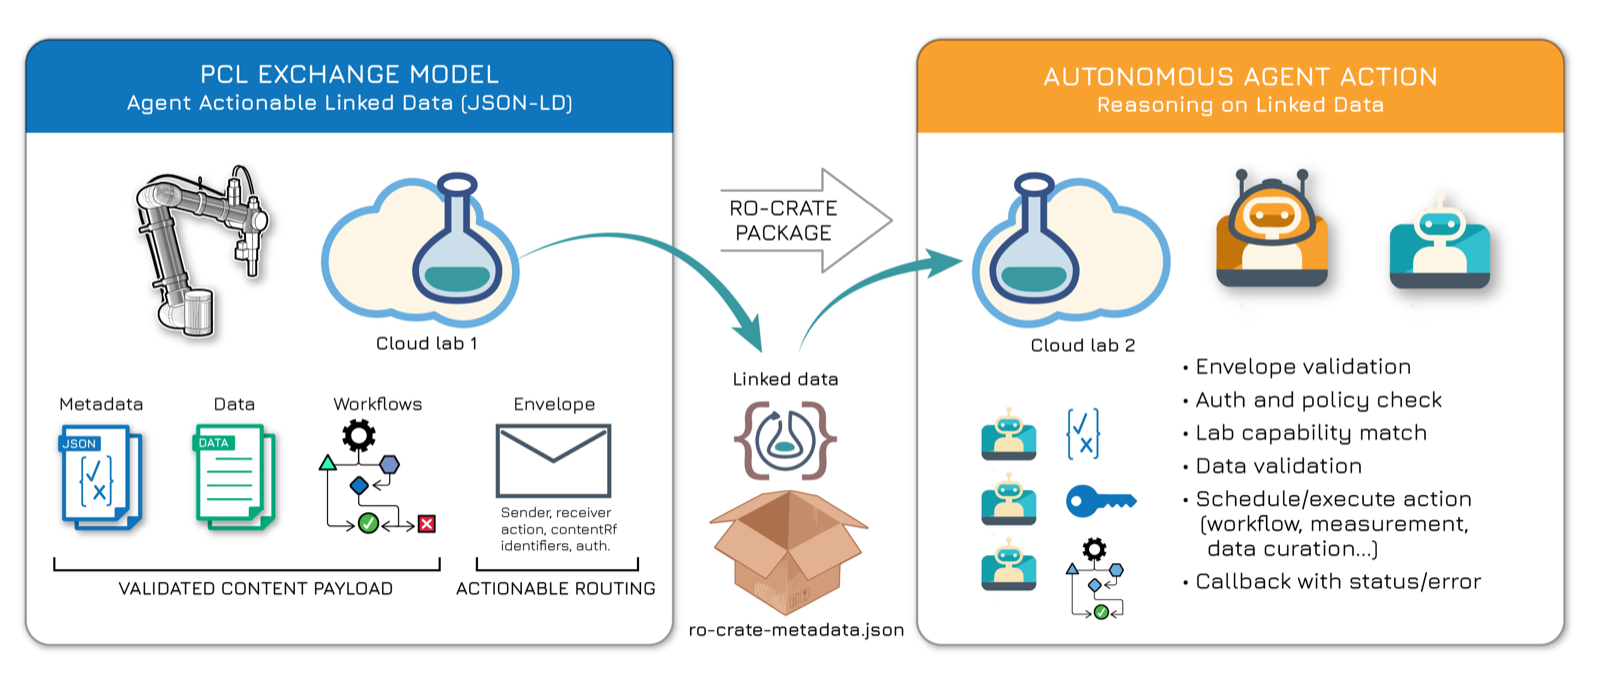 PCL EXCHANGE MODEL
Agent Actionable Linked Data (JSON-LD)
Cloud lab 1
Metadata
Data
Workflows
Envelope
JSON
DATA
Sender, receiver
action, contentRf
identifiers, auth.
VALIDATED CONTENT PAYLOAD
ACTIONABLE ROUTING
RO-CRATE
PACKAGE
Linked data
ro-crate-metadata.json
AUTONOMOUS AGENT ACTION
Reasoning on Linked Data
Cloud lab 2
• Envelope validation
• Auth and policy check
• Lab capability match
• Data validation
• Schedule/execute action
(workflow, measurement,
data curation...)
• Callback with status/error